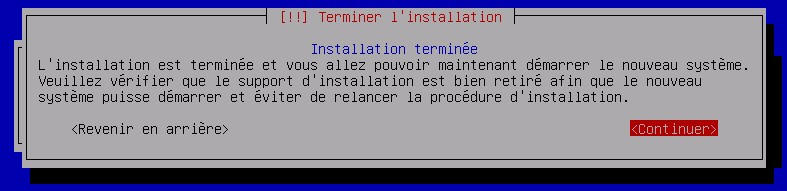 [!!] Terminer l'installation
Installation terminée
L'installation est terminée et vous allez pouvoir maintenant démarrer le nouveau système.
Veuillez vérifier que le support d'installation est bien retiré afin que le nouveau
système puisse démarrer et éviter de relancer la procédure d'installation.
<Revenir en arrière> <Continuer>